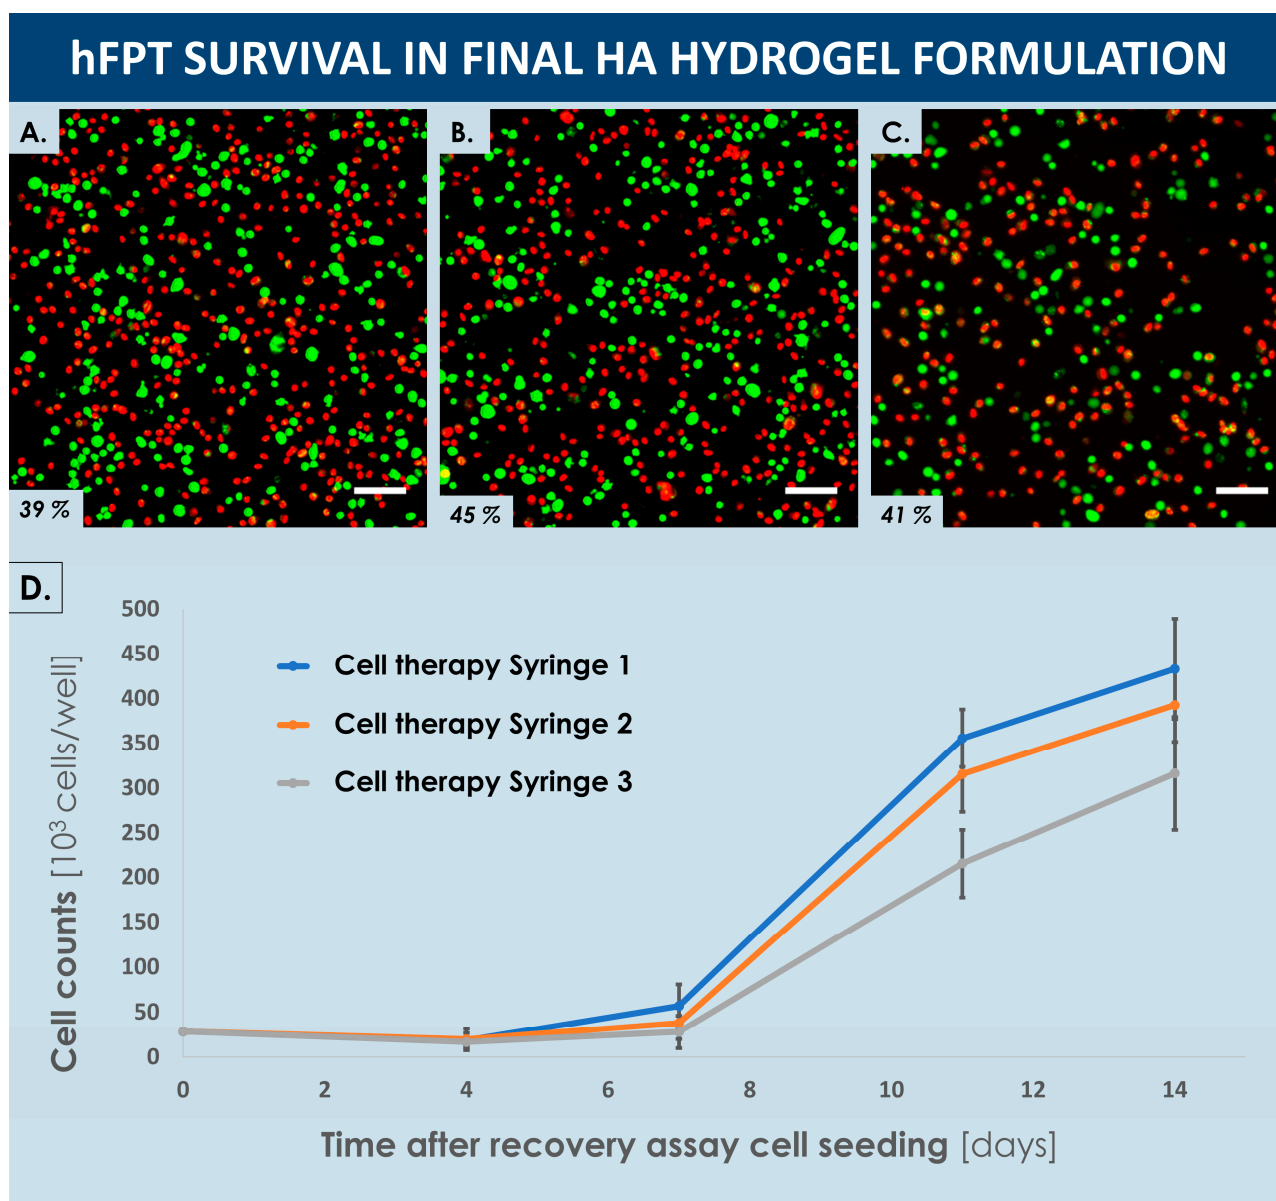 hFPT SURVIVAL IN FINAL HA HYDROGEL FORMULATION
A.
B.
C.
39 %
45 %
41 %
D.
500
450
400
350
300
250
200
150
100
50
0
Cell counts [10³ cells/well]
Cell therapy Syringe 1
Cell therapy Syringe 2
Cell therapy Syringe 3
0 2 4 6 8 10 12 14
Time after recovery assay cell seeding [days]